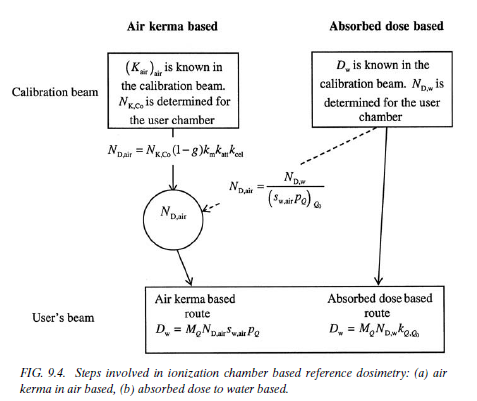 Air kerma based
Absorbed dose based
Calibration beam
(K_air)_air is known in
the calibration beam.
N_K,Co is determined for
the user chamber
D_w is known in the
calibration beam. N_D,w is
determined for the user
chamber
N_D,air = N_K,Co (1−g)k_m k_att k_cel
N_D,air = N_D,w / (s_w,air p_Q)_Q₀
N_D,air
User's beam
Air kerma based
route
D_w = M_Q N_D,air s_w,air p_Q
Absorbed dose based
route
D_w = M_Q N_D,w k_Q,Q₀
FIG. 9.4. Steps involved in ionization chamber based reference dosimetry: (a) air
kerma in air based, (b) absorbed dose to water based.